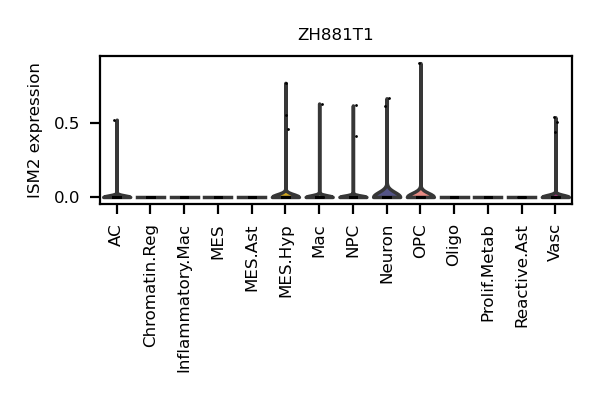 ZH881T1
ISM2 expression
0.5
0.0
AC
Chromatin.Reg
Inflammatory.Mac
MES
MES.Ast
MES.Hyp
Mac
NPC
Neuron
OPC
Oligo
Prolif.Metab
Reactive.Ast
Vasc